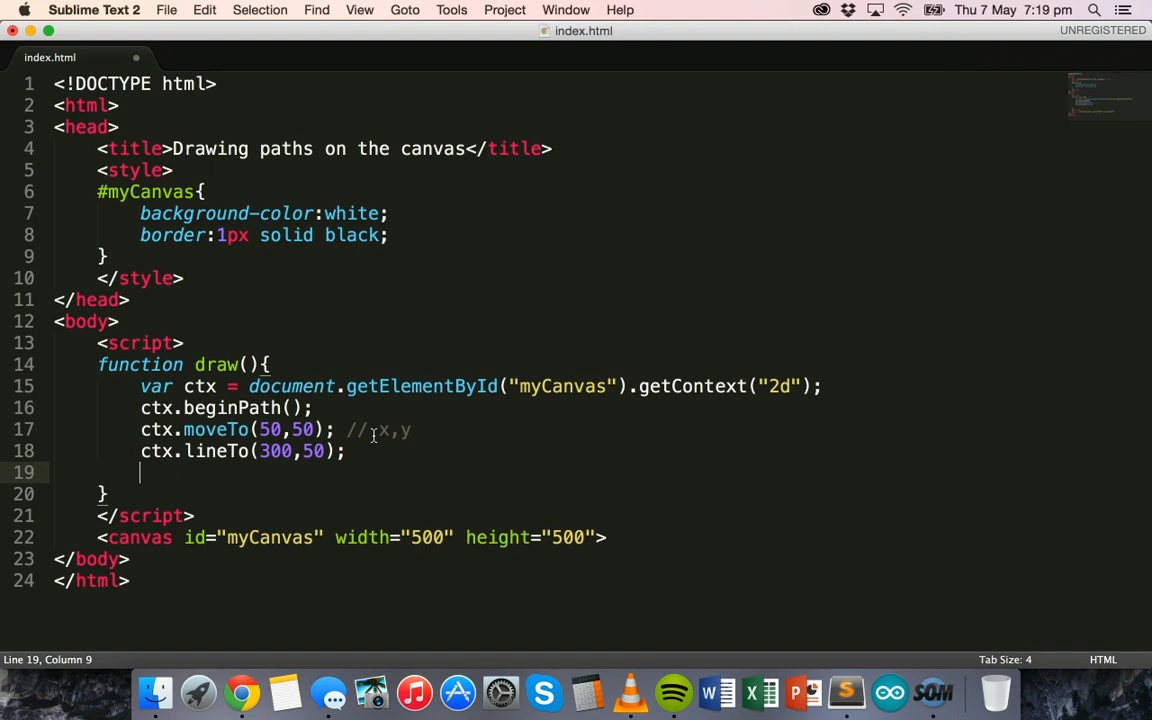 Sublime Text 2 File Edit Selection Find View Goto Tools Project Window Help Thu 7 May 7:19 pm
index.html UNREGISTERED
index.html
1 <!DOCTYPE html>
2 <html>
3 <head>
4 <title>Drawing paths on the canvas</title>
5 <style>
6 #myCanvas{
7 background-color:white;
8 border:1px solid black;
9 }
10 </style>
11 </head>
12 <body>
13 <script>
14 function draw(){
15 var ctx = document.getElementById("myCanvas").getContext("2d");
16 ctx.beginPath();
17 ctx.moveTo(50,50); // x,y
18 ctx.lineTo(300,50);
19
20 }
21 </script>
22 <canvas id="myCanvas" width="500" height="500">
23 </body>
24 </html>
Line 19, Column 9 Tab Size: 4 HTML
SOM